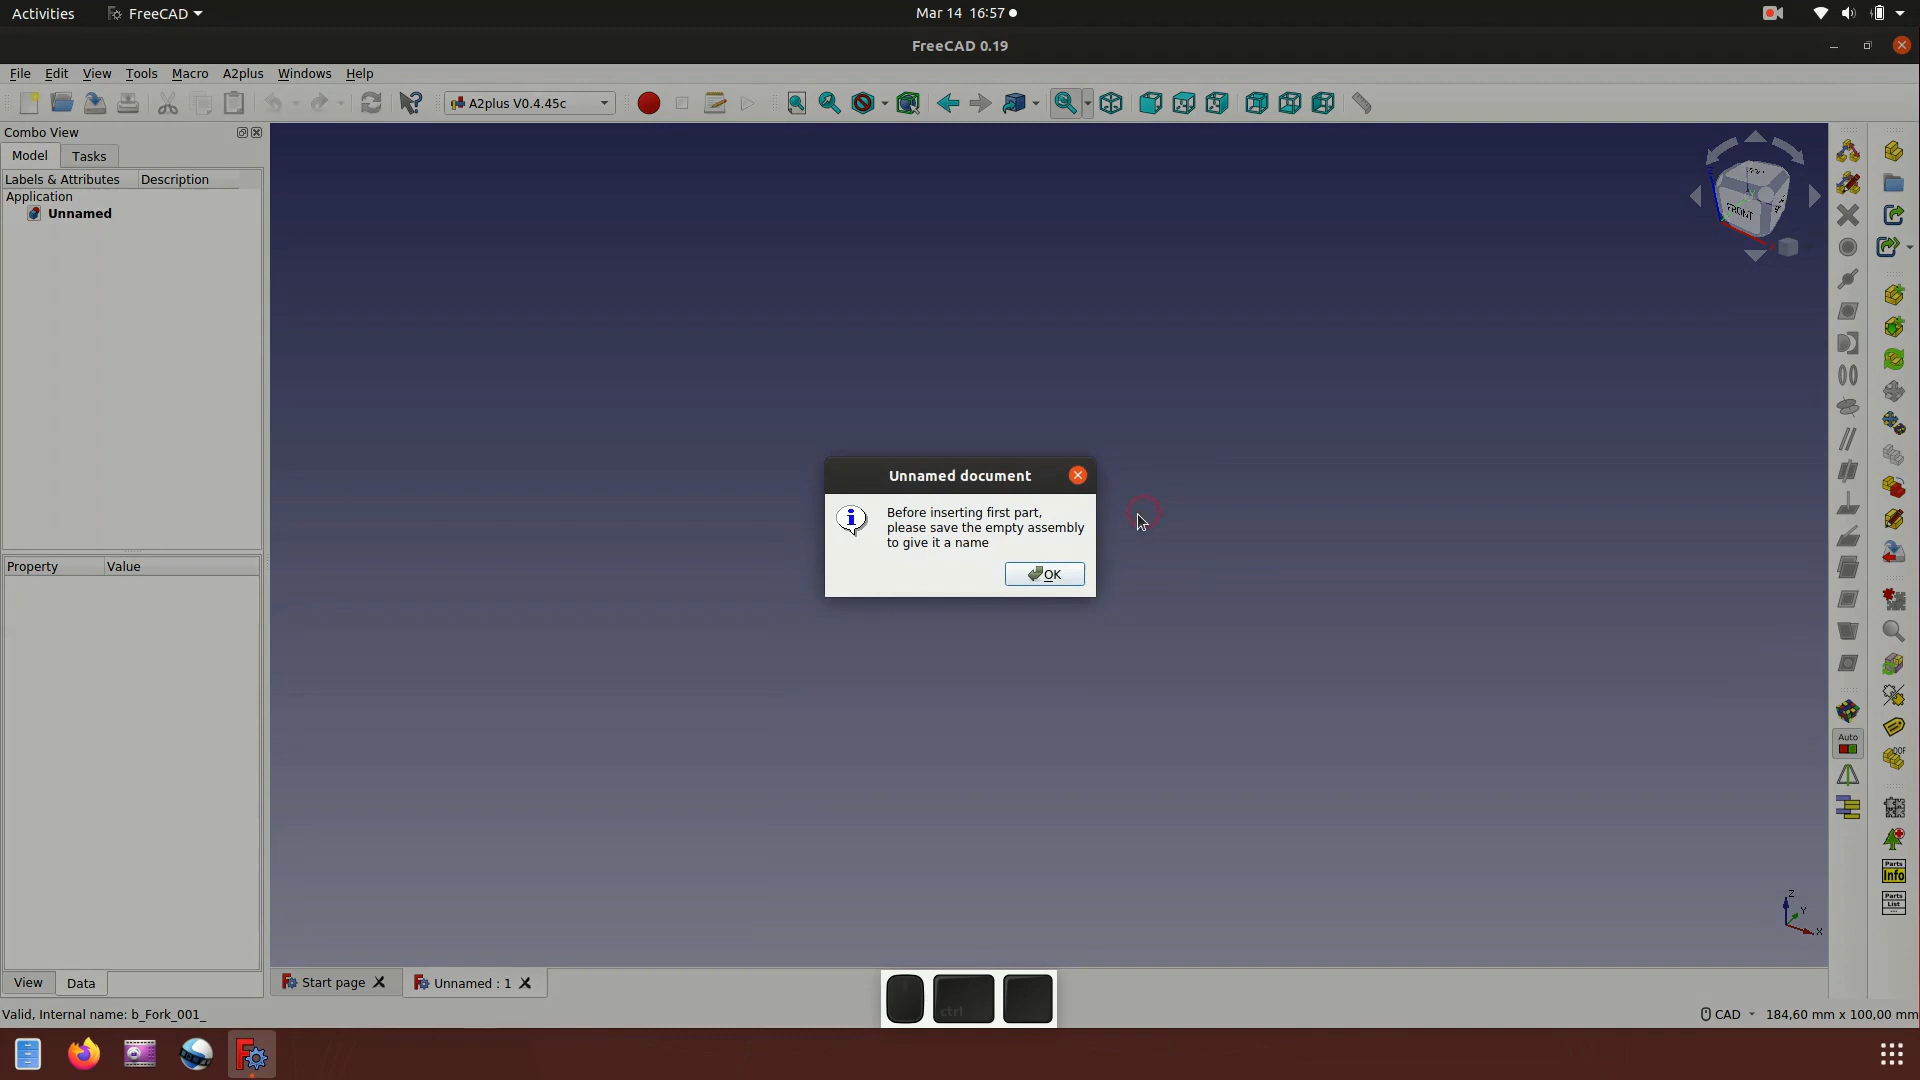 Activities
FreeCAD
Mar 14 16:57
FreeCAD 0.19
File Edit View Tools Macro A2plus Windows Help
A2plus V0.4.45c
Combo View
Model Tasks
Labels & Attributes Description
Application
Unnamed
FRONT
Unnamed document
Before inserting first part,
please save the empty assembly
to give it a name
OK
Property Value
Auto
DOF
Parts
Info
Parts
List
Z
Y
X
View Data
Start page
Unnamed : 1
ctrl
Valid, Internal name: b_Fork_001_
CAD
184,60 mm x 100,00 mm